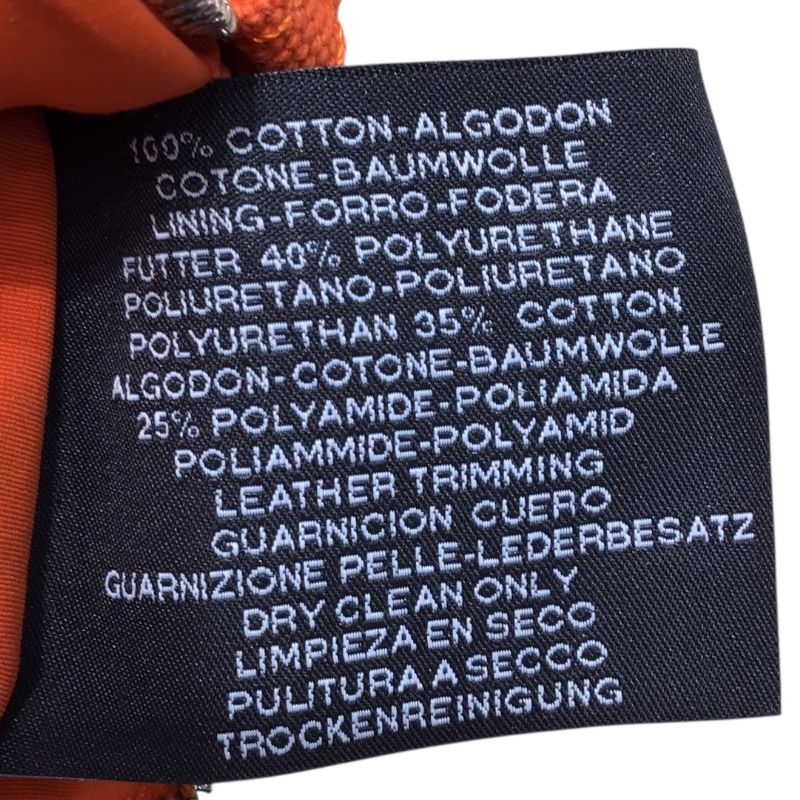 100% COTTON-ALGODON
COTONE-BAUMWOLLE
LINING-FORRO-FODERA
FUTTER 40% POLYURETHANE
POLIURETANO-POLIURETANO
POLYURETHAN 35% COTTON
ALGODON-COTONE-BAUMWOLLE
25% POLYAMIDE-POLIAMIDA
POLIAMMIDE-POLYAMID
LEATHER TRIMMING
GUARNICION CUERO
GUARNIZIONE PELLE-LEDERBESATZ
DRY CLEAN ONLY
LIMPIEZA EN SECO
PULITURA A SECCO
TROCKENREINIGUNG